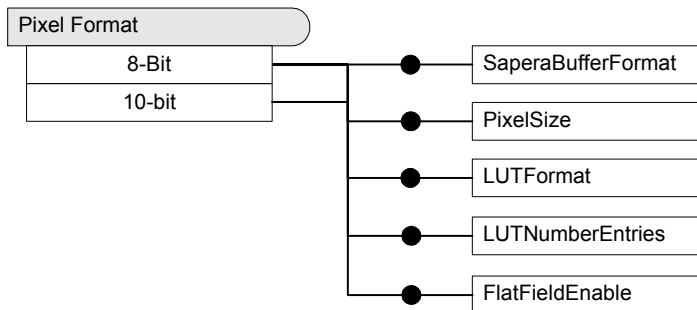 Pixel Format
8-Bit
10-bit
SaperaBufferFormat
PixelSize
LUTFormat
LUTNumberEntries
FlatFieldEnable